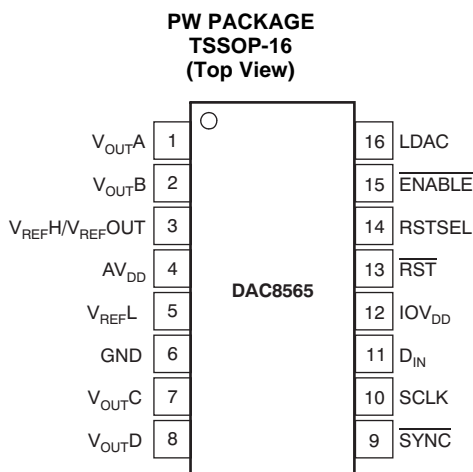 PW PACKAGE
TSSOP-16
(Top View)
V_OUTA 1
V_OUTB 2
V_REFH/V_REFOUT 3
AV_DD 4
V_REFL 5
GND 6
V_OUTC 7
V_OUTD 8
DAC8565
16 LDAC
15 ENABLE
14 RSTSEL
13 RST
12 IOV_DD
11 D_IN
10 SCLK
9 SYNC